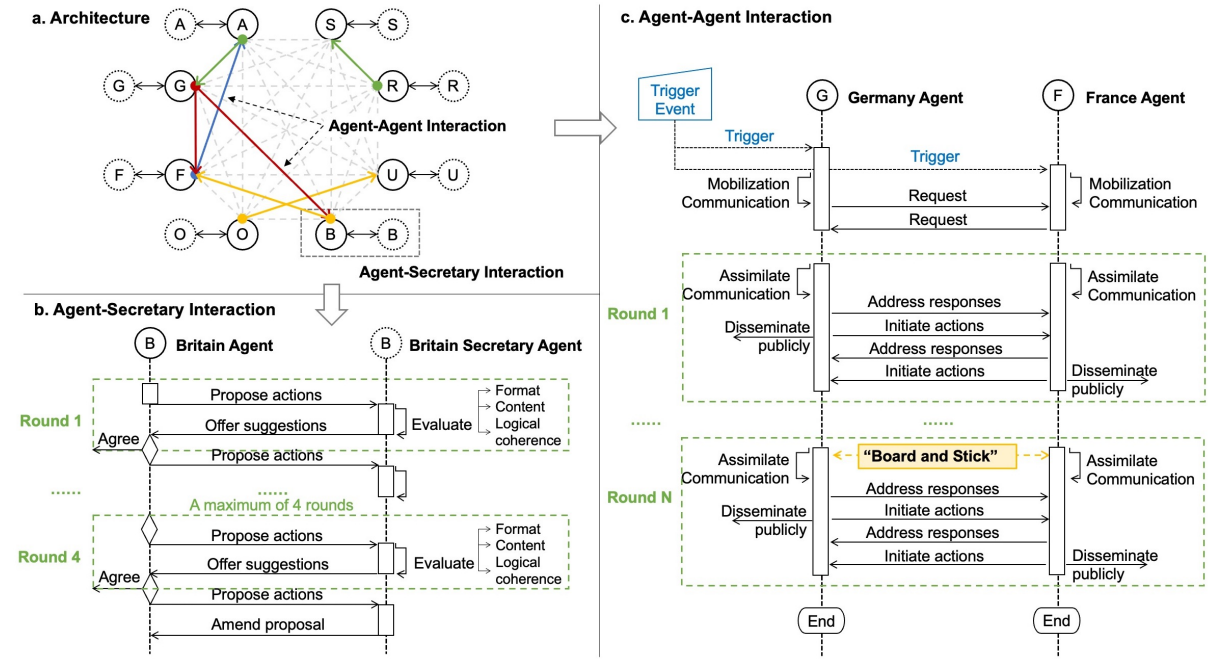 a. Architecture
A
A
S
S
G
G
R
R
Agent-Agent Interaction
F
F
U
U
O
O
B
B
Agent-Secretary Interaction
b. Agent-Secretary Interaction
B
Britain Agent
B
Britain Secretary Agent
Round 1
Propose actions
Offer suggestions
Evaluate
Format
Content
Logical
coherence
Agree
Propose actions
......
......
A maximum of 4 rounds
Round 4
Propose actions
Offer suggestions
Evaluate
Format
Content
Logical
coherence
Agree
Propose actions
Amend proposal
c. Agent-Agent Interaction
Trigger
Event
G
Germany Agent
F
France Agent
Trigger
Trigger
Mobilization
Communication
Request
Request
Mobilization
Communication
Round 1
Assimilate
Communication
Address responses
Initiate actions
Address responses
Initiate actions
Disseminate
publicly
Assimilate
Communication
Disseminate
publicly
......
......
Round N
Assimilate
Communication
“Board and Stick”
Address responses
Initiate actions
Address responses
Initiate actions
Disseminate
publicly
Assimilate
Communication
Disseminate
publicly
End
End